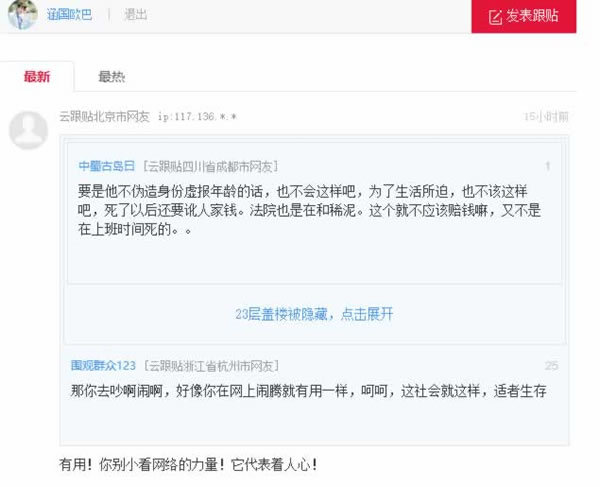 涵国欧巴 | 退出
发表跟贴
最新 最热
云跟贴北京市网友 ip:117.136.*.* 15小时前
中蜀古岛日 [云跟贴四川省成都市网友] 1
要是他不伪造身份虚报年龄的话，也不会这样吧，为了生活所迫，也不该这样
吧，死了以后还要讹人家钱。法院也是在和稀泥。这个就不应该赔钱嘛，又不是
在上班时间死的。。
23层盖楼被隐藏，点击展开
围观群众123 [云跟贴浙江省杭州市网友] 25
那你去吵啊闹啊，好像你在网上闹腾就有用一样，呵呵，这社会就这样，适者生存
有用！你别小看网络的力量！它代表着人心！